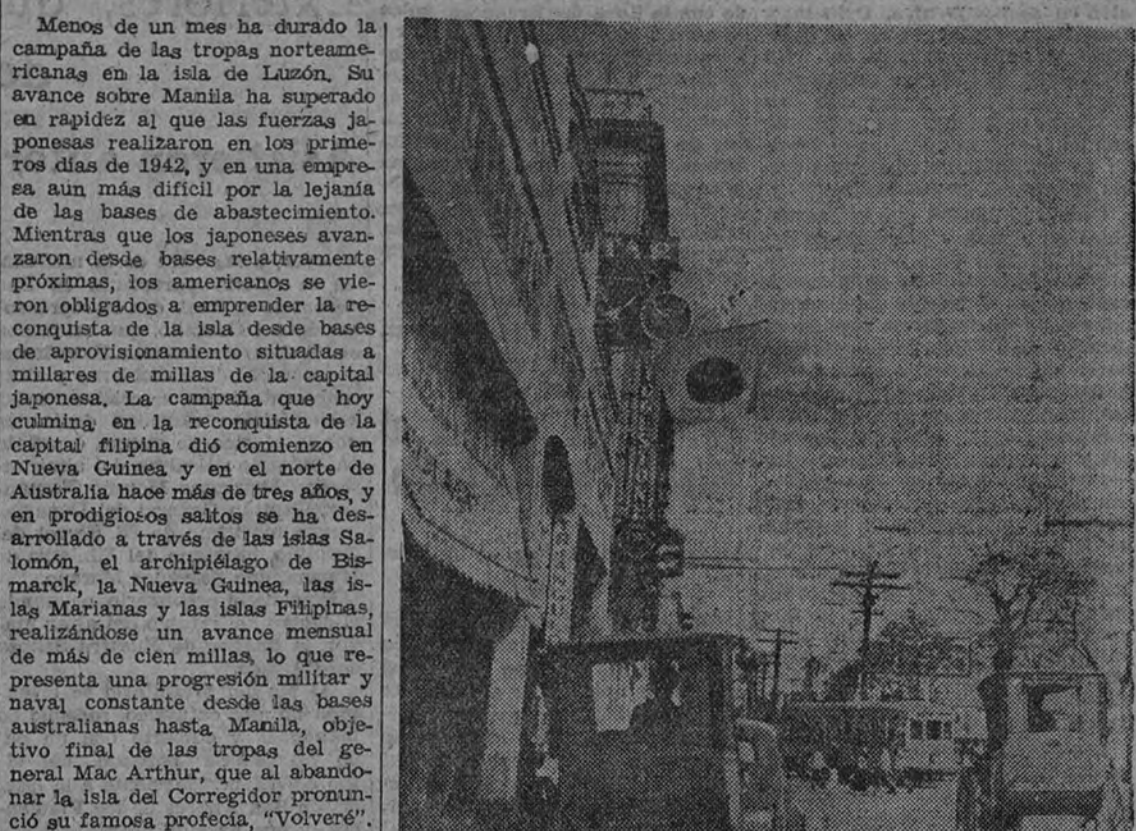 Menos de un mes ha durado la
campaña de las tropas norteame-
ricanas en la isla de Luzón. Su
avance sobre Manila ha superado
en rapidez al que las fuerzas ja-
ponesas realizaron en los prime-
ros días de 1942, y en una empre-
sa aun más difícil por la lejanía
de las bases de abastecimiento.
Mientras que los japoneses avan-
zaron desde bases relativamente
próximas, los americanos se vie-
ron obligados a emprender la re-
conquista de la isla desde bases
de aprovisionamiento situadas a
millares de millas de la capital
japonesa. La campaña que hoy
culmina en la reconquista de la
capital filipina dió comienzo en
Nueva Guinea y en el norte de
Australia hace más de tres años, y
en prodigiosos saltos se ha des-
arrollado a través de las islas Sa-
lomón, el archipiélago de Bis-
marck, la Nueva Guinea, las is-
las Marianas y las islas Filipinas,
realizándose un avance mensual
de más de cien millas, lo que re-
presenta una progresión militar y
naval constante desde las bases
australianas hasta Manila, obje-
tivo final de las tropas del ge-
neral Mac Arthur, que al abando-
nar la isla del Corregidor pronun-
ció su famosa profecía, "Volveré".